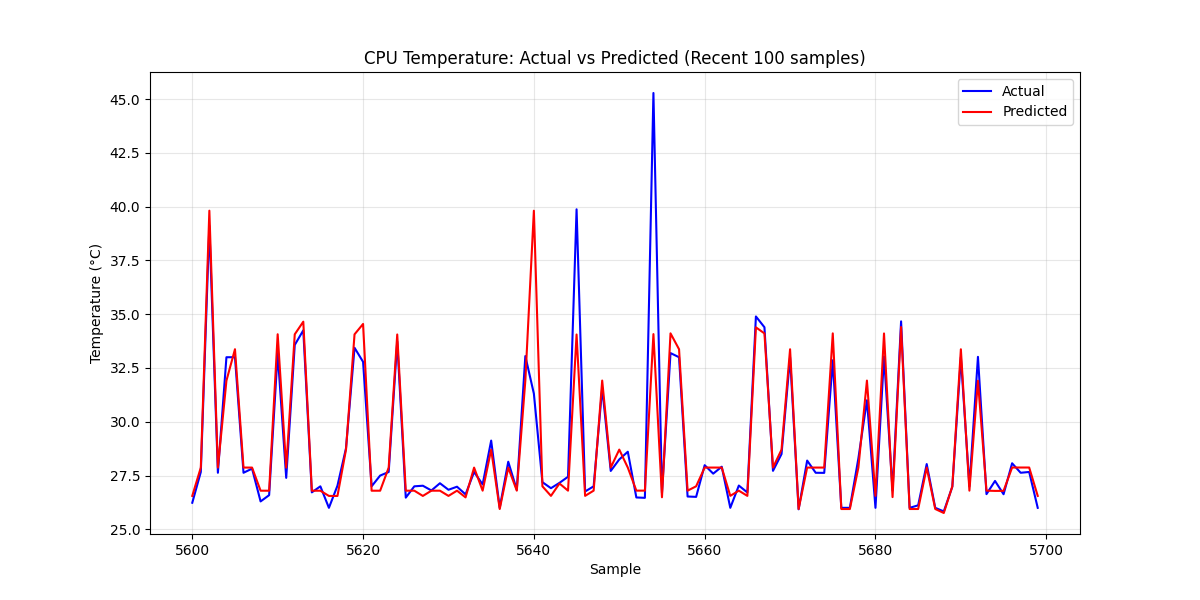 CPU Temperature: Actual vs Predicted (Recent 100 samples)
Actual
Predicted
45.0
42.5
40.0
37.5
35.0
32.5
30.0
27.5
25.0
Temperature (°C)
5600 5620 5640 5660 5680 5700
Sample